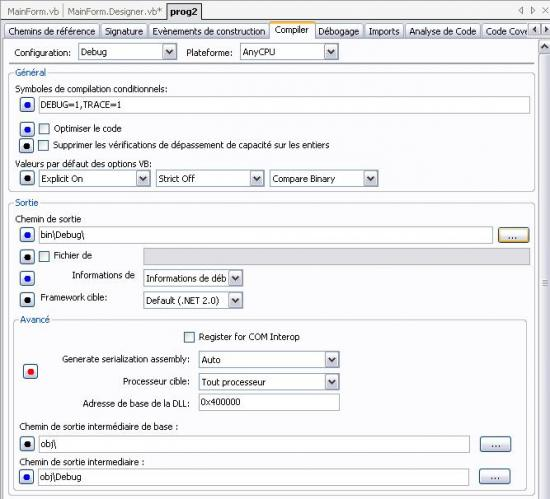 MainForm.vb MainForm.Designer.vb* prog2
Chemins de référence Signature Evènements de construction Compiler Débogage Imports Analyse de Code Code Cove
Configuration: Debug Plateforme: AnyCPU
Général
Symboles de compilation conditionnels:
DEBUG=1,TRACE=1
Optimiser le code
Supprimer les vérifications de dépassement de capacité sur les entiers
Valeurs par défaut des options VB:
Explicit On Strict Off Compare Binary
Sortie
Chemin de sortie
bin\Debug\ ...
Fichier de
Informations de Informations de déb
Framework cible: Default (.NET 2.0)
Avancé
Register for COM Interop
Generate serialization assembly: Auto
Processeur cible: Tout processeur
Adresse de base de la DLL: 0x400000
Chemin de sortie intermédiaire de base :
obj\ ...
Chemin de sortie intermediaire :
obj\Debug ...